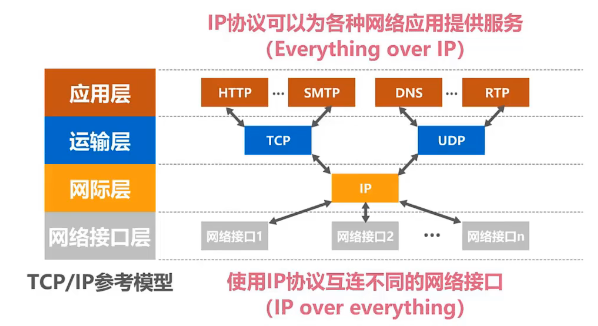 IP协议可以为各种网络应用提供服务
（Everything over IP）
应用层 HTTP ... SMTP DNS ... RTP
运输层 TCP UDP
网际层 IP
网络接口层 网络接口1 网络接口2 ... 网络接口n
TCP/IP参考模型 使用IP协议互连不同的网络接口
（IP over everything）